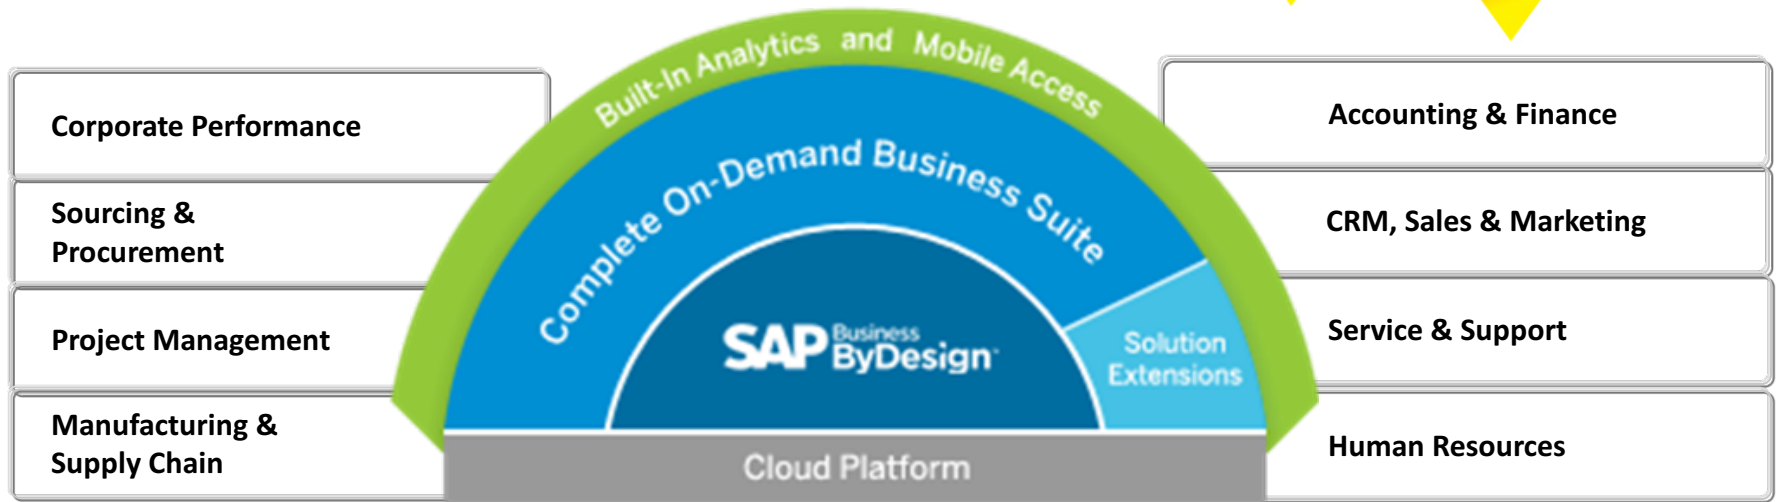 Corporate Performance
Sourcing &
Procurement
Project Management
Manufacturing &
Supply Chain
Built-In Analytics and Mobile Access
Complete On-Demand Business Suite
SAP Business
ByDesign™
Solution
Extensions
Cloud Platform
Accounting & Finance
CRM, Sales & Marketing
Service & Support
Human Resources